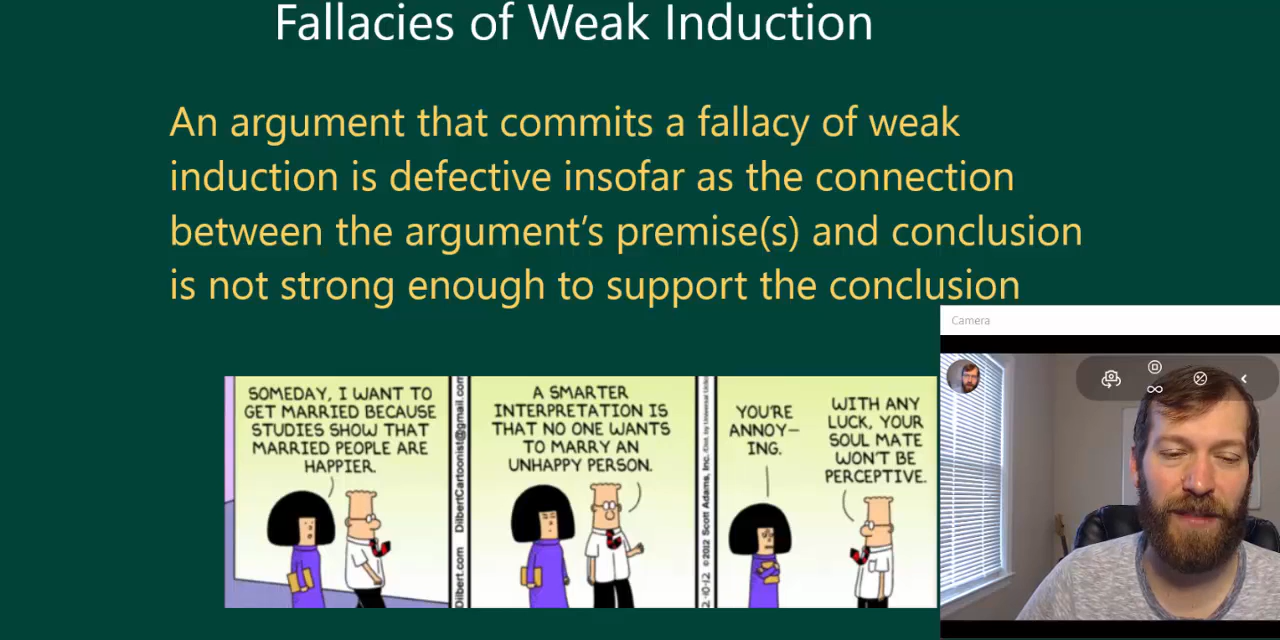 Fallacies of Weak Induction
An argument that commits a fallacy of weak
induction is defective insofar as the connection
between the argument's premise(s) and conclusion
is not strong enough to support the conclusion
Camera
SOMEDAY, I WANT TO
GET MARRIED BECAUSE
STUDIES SHOW THAT
MARRIED PEOPLE ARE
HAPPIER.
Dilbert.com DilbertCartoonist@gmail.com
A SMARTER
INTERPRETATION IS
THAT NO ONE WANTS
TO MARRY AN
UNHAPPY PERSON.
2-10-12 ©2012 Scott Adams, Inc.
YOU'RE
ANNOY—
ING.
WITH ANY
LUCK, YOUR
SOUL MATE
WON'T BE
PERCEPTIVE.